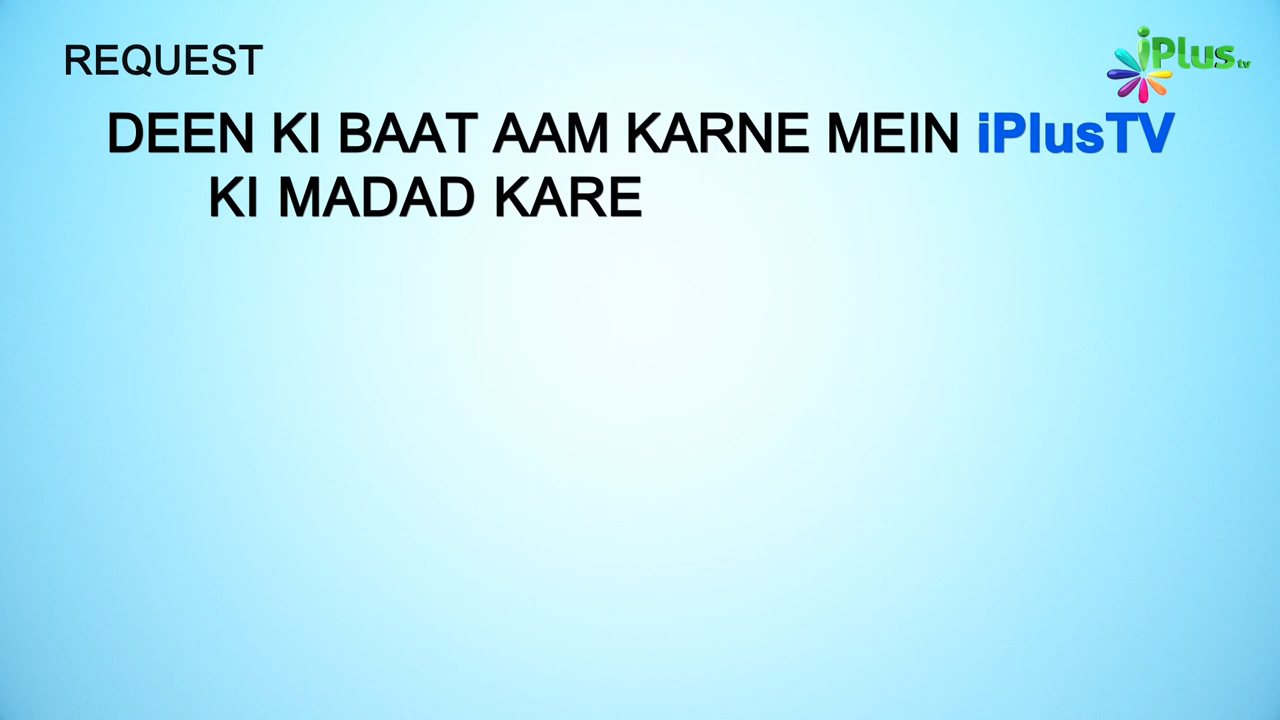 REQUEST
iPlus tv
DEEN KI BAAT AAM KARNE MEIN iPlusTV
KI MADAD KARE